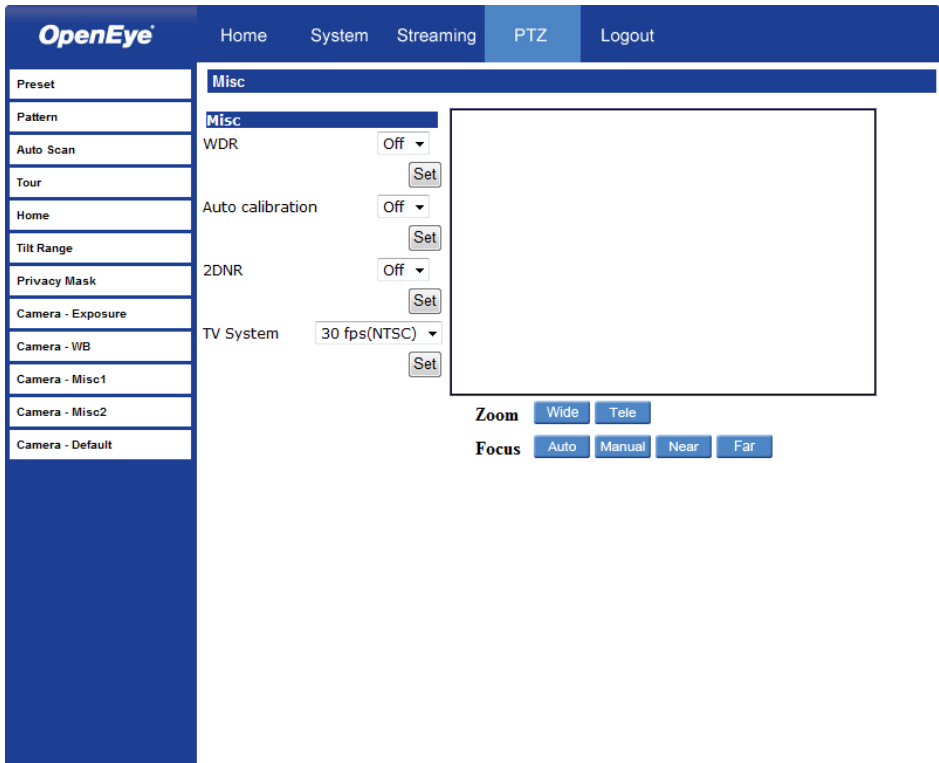 OpenEye
Home System Streaming PTZ Logout
Preset
Pattern
Auto Scan
Tour
Home
Tilt Range
Privacy Mask
Camera - Exposure
Camera - WB
Camera - Misc1
Camera - Misc2
Camera - Default
Misc
Misc
WDR Off
Set
Auto calibration Off
Set
2DNR Off
Set
TV System 30 fps(NTSC)
Set
Zoom Wide Tele
Focus Auto Manual Near Far